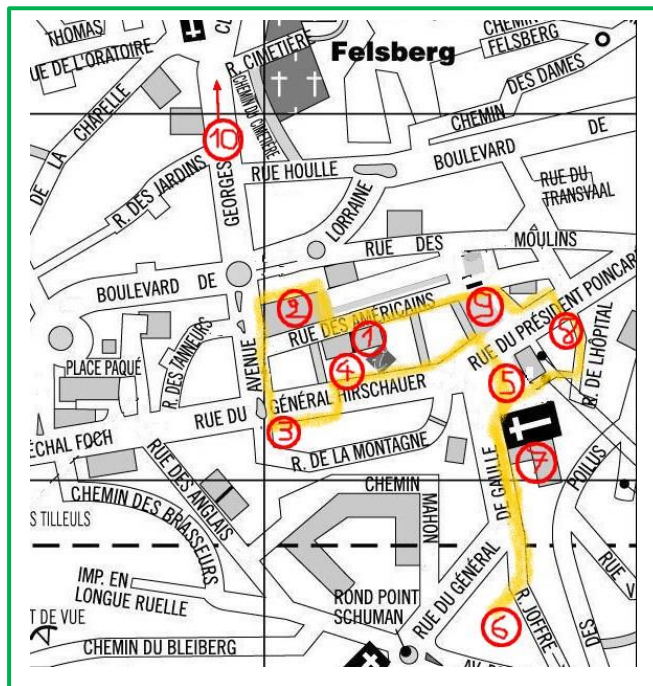 THOMAS
CL
UE DE L'ORATOIRE
R. CIMETIÈRE
Felsberg
CHEMIN
FELSBERG
DES DAMES
CHEMIN DU CIMETIÈRE
DE LA CHAPELLE
10
CHEMIN
BOULEVARD DE
R. DES JARDINS
GEORGES
RUE HOULLE
RUE DU
TRANSVAAL
LORRAINE
RUE DES MOULINS
BOULEVARD DE
2
RUE DES AMÉRICAINS
9
RUE DU PRÉSIDENT POINCAR
1
8
PLACE PAQUÉ
R. DES TANNEURS
AVENUE
4
5
R. DE L'HÔPITAL
RUE DU GÉNÉRAL HIRSCHAUER
3
ÉCHAL FOCH
R. DE LA MONTAGNE
7
RUE DES ANGLAIS
CHEMIN
MAHON
DE GAULLE
POILUS
CHEMIN DES BRASSEURS
S TILLEULS
IMP. EN
LONGUE RUELLE
ROND POINT
SCHUMAN
RUE DU GÉNÉRAL
R. JOFFRE
RUE V
6
T DE VUE
CHEMIN DU BLEIBERG
AV.
DES